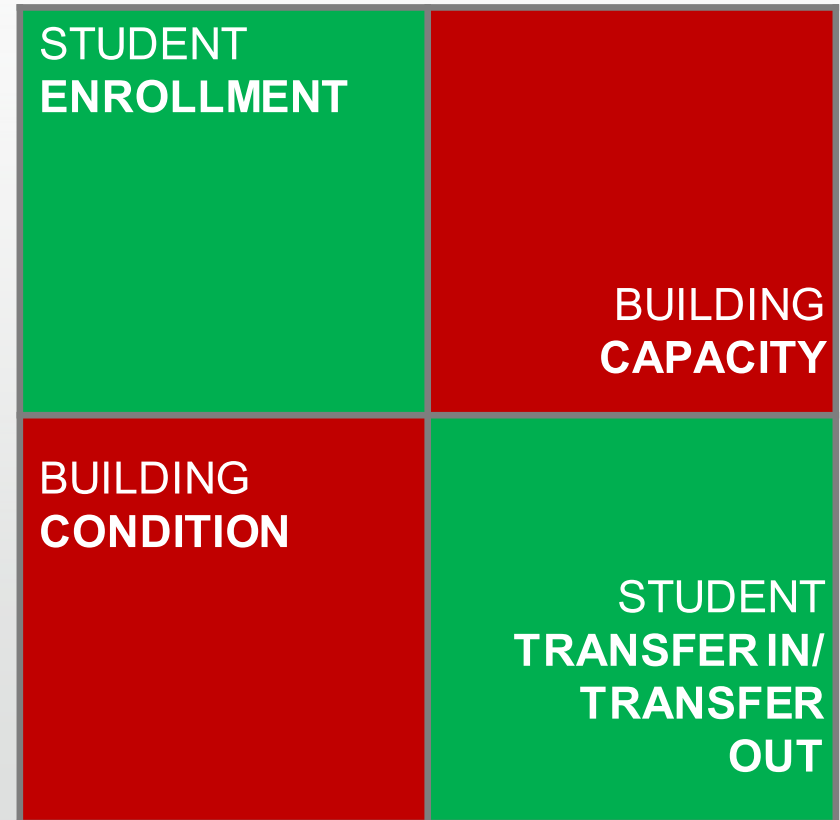 STUDENT
ENROLLMENT
BUILDING
CAPACITY
BUILDING
CONDITION
STUDENT
TRANSFER IN/
TRANSFER
OUT